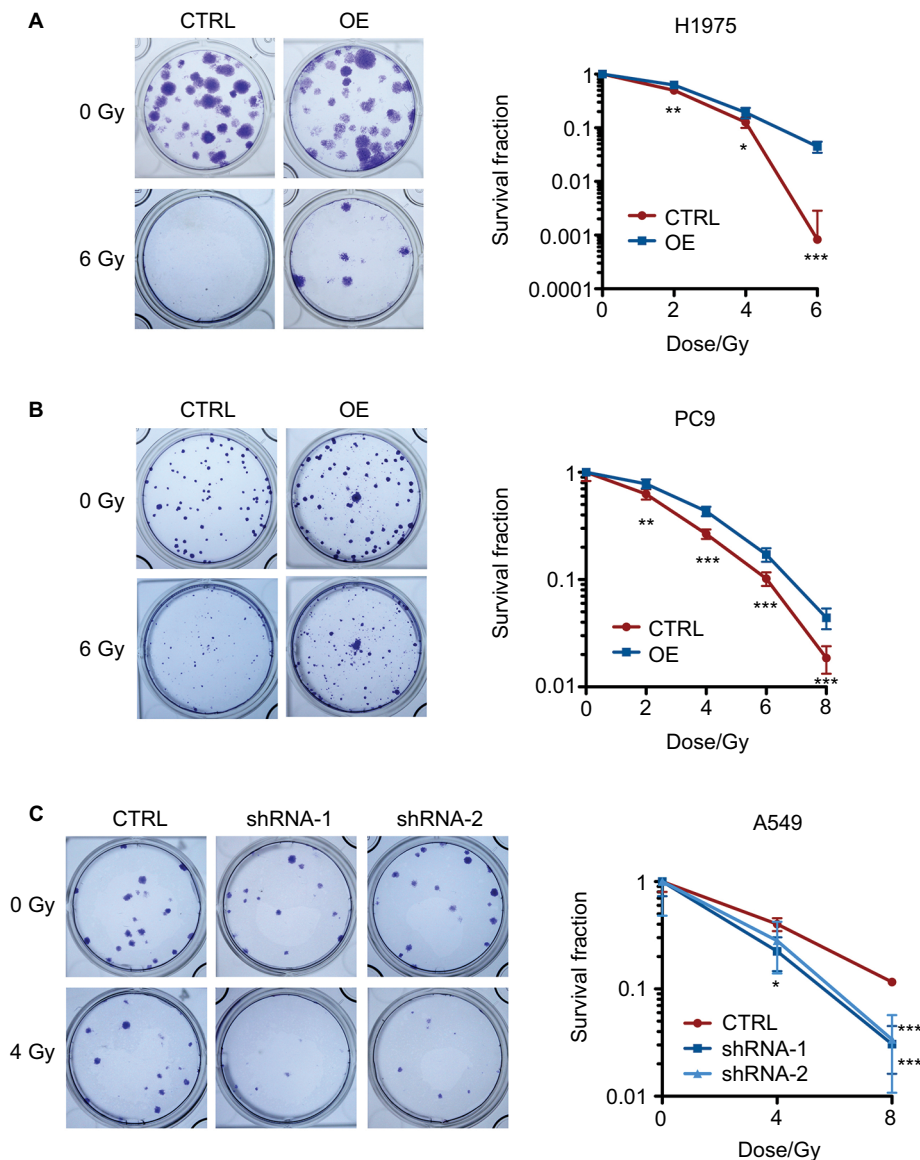 A
CTRL OE
0 Gy
6 Gy
H1975
Survival fraction
1
0.1
0.01
0.001
0.0001
**
*
***
CTRL
OE
0 2 4 6
Dose/Gy
B
CTRL OE
0 Gy
6 Gy
PC9
Survival fraction
1
0.1
0.01
**
***
***
***
CTRL
OE
0 2 4 6 8
Dose/Gy
C
CTRL shRNA-1 shRNA-2
0 Gy
4 Gy
A549
Survival fraction
1
0.1
0.01
*
***
***
CTRL
shRNA-1
shRNA-2
0 4 8
Dose/Gy